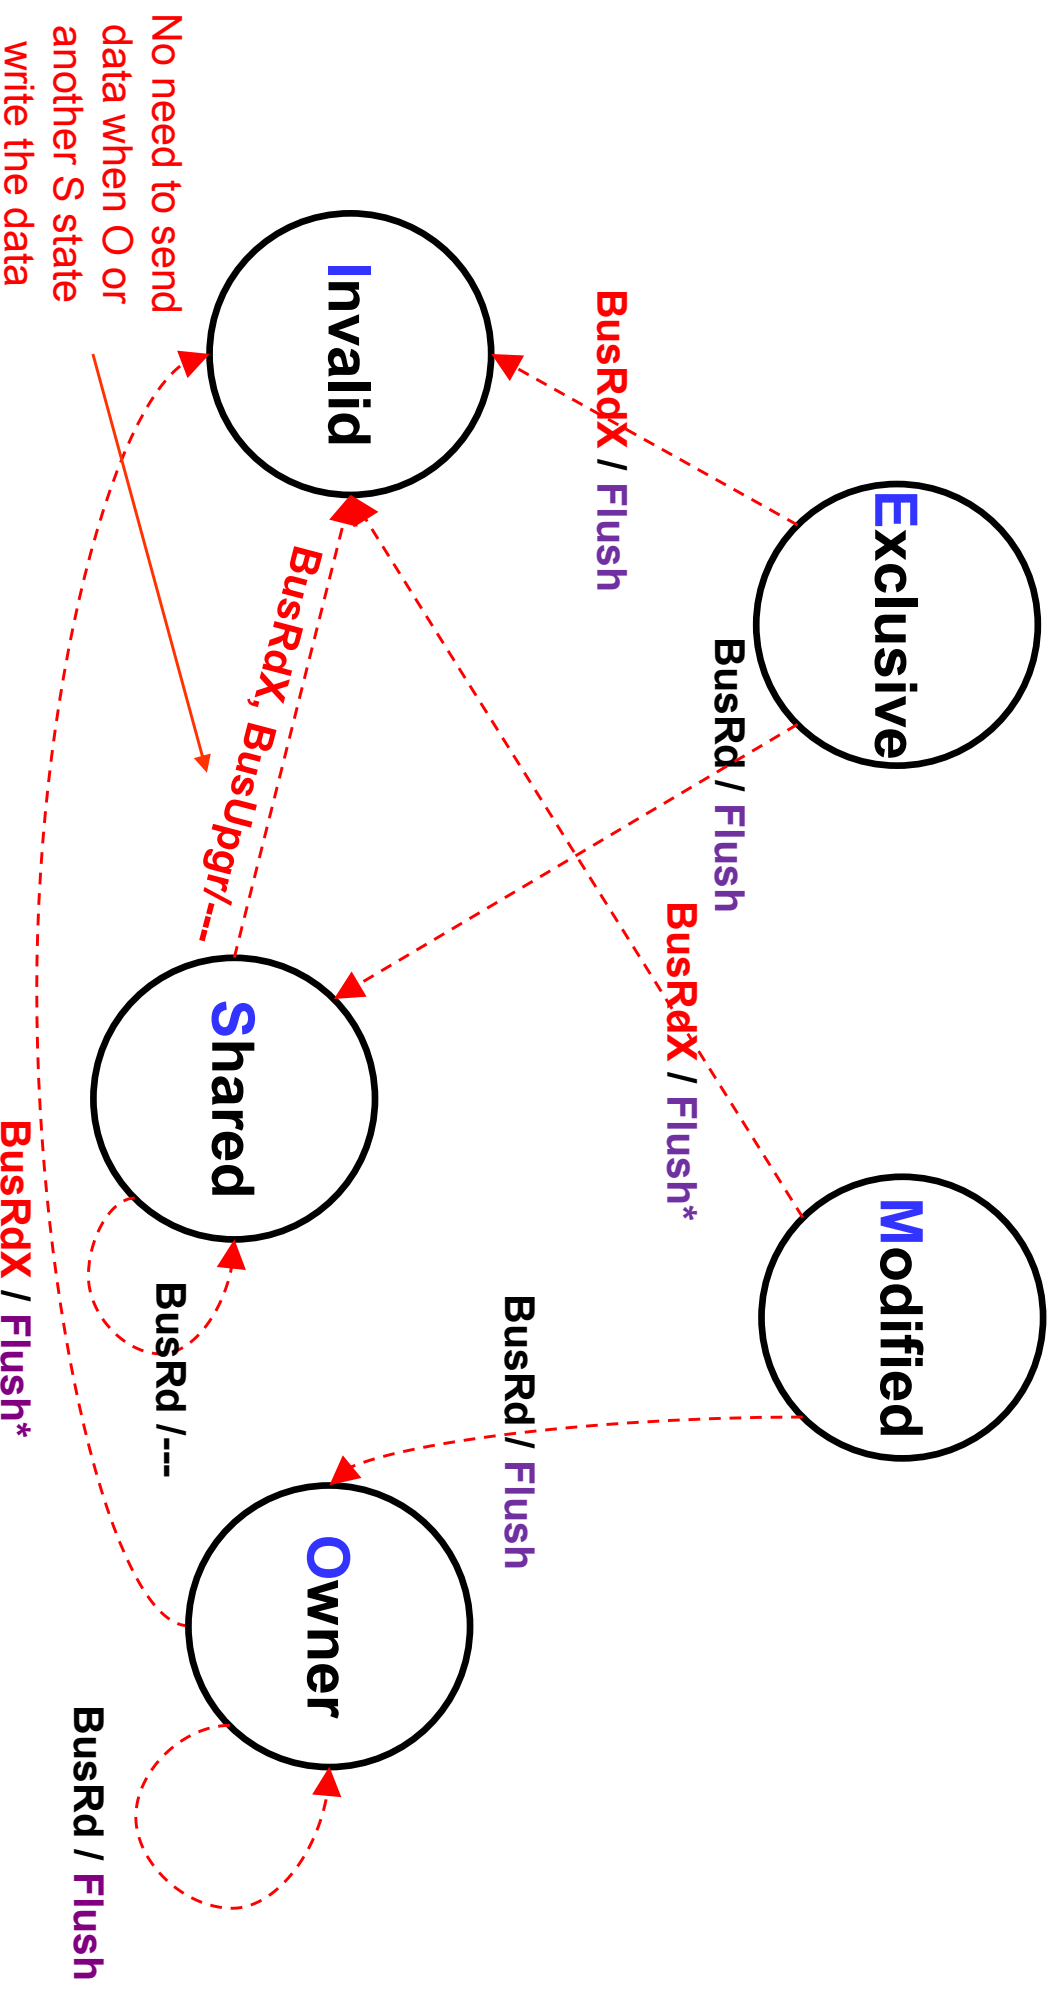 Exclusive
Modified
BusRd / Flush
BusRdX / Flush*
BusRdX / Flush
BusRd / Flush
Invalid
Owner
BusRdX, BusUpgr/---
Shared
No need to send
data when O or
another S state
write the data
BusRd /---
BusRd / Flush
BusRdX / Flush*